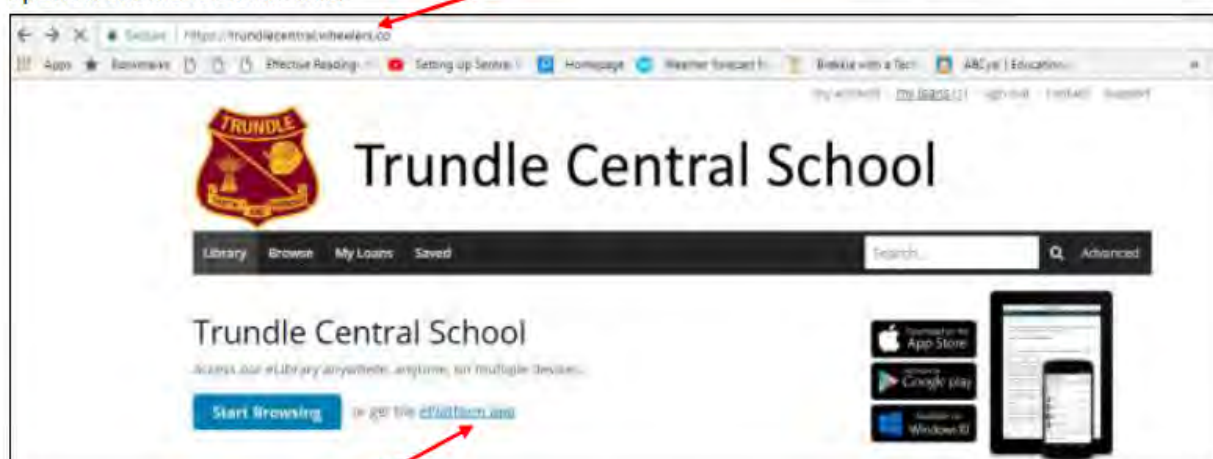 Secure https://trundlecentral.wheelers.co
Apps Bookmarks Effective Reading Setting up Sentral Homepage Weather forecast f Brekkie with a Tech ABCya! | Education
my account my loans sign out contact support
TRUNDLE
Trundle Central School
AND
Library Browse My Loans Saved Search... Advanced
Trundle Central School
App Store
Access our eLibrary anywhere, anytime, on multiple devices.
Google play
Start Browsing or get the ePlatform app
Windows 10